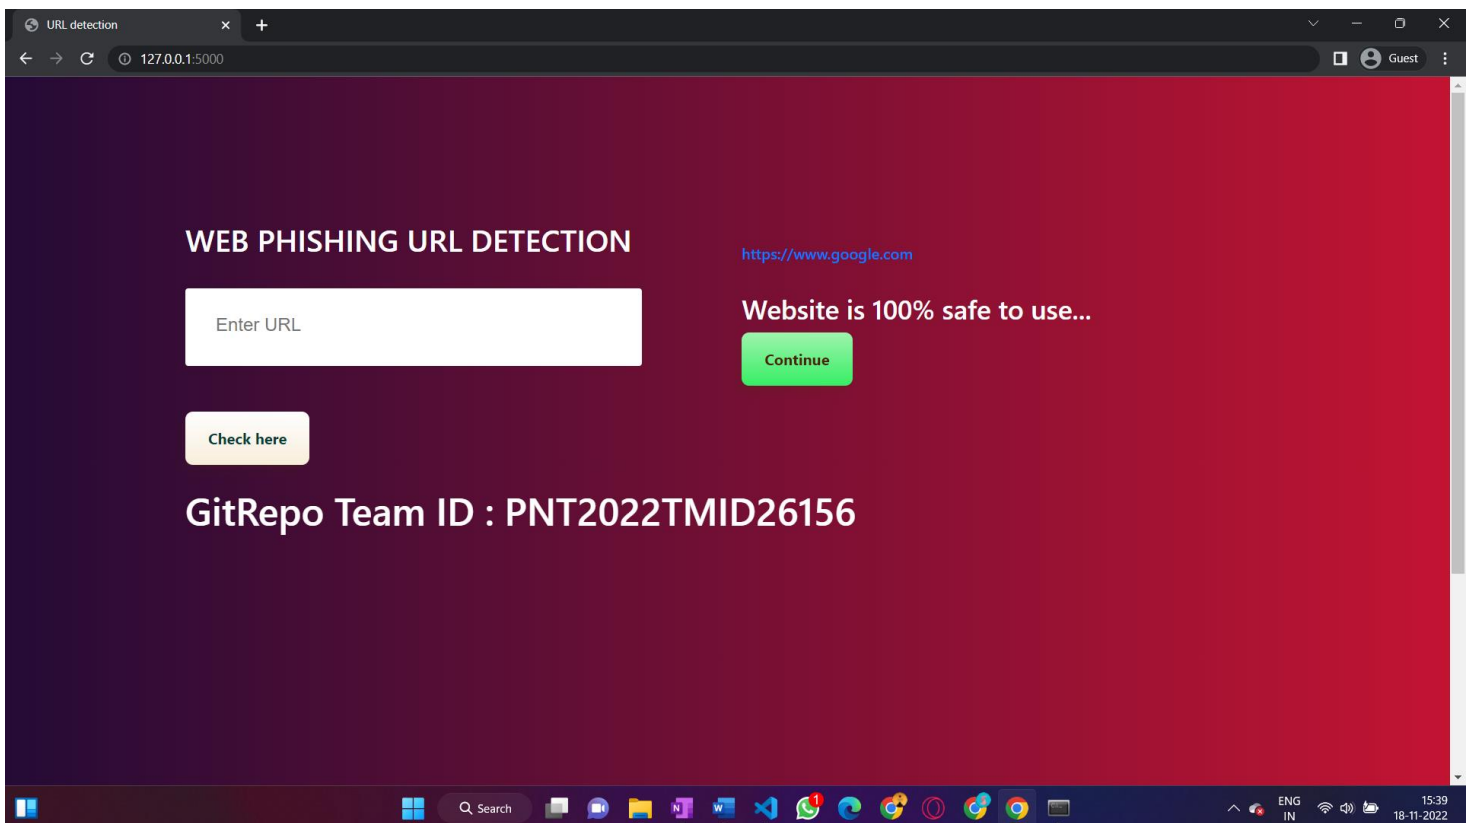 URL detection
127.0.0.1:5000
Guest
WEB PHISHING URL DETECTION
Enter URL
Check here
https://www.google.com
Website is 100% safe to use...
Continue
GitRepo Team ID : PNT2022TMID26156
Search
1
ENG
IN
15:39
18-11-2022